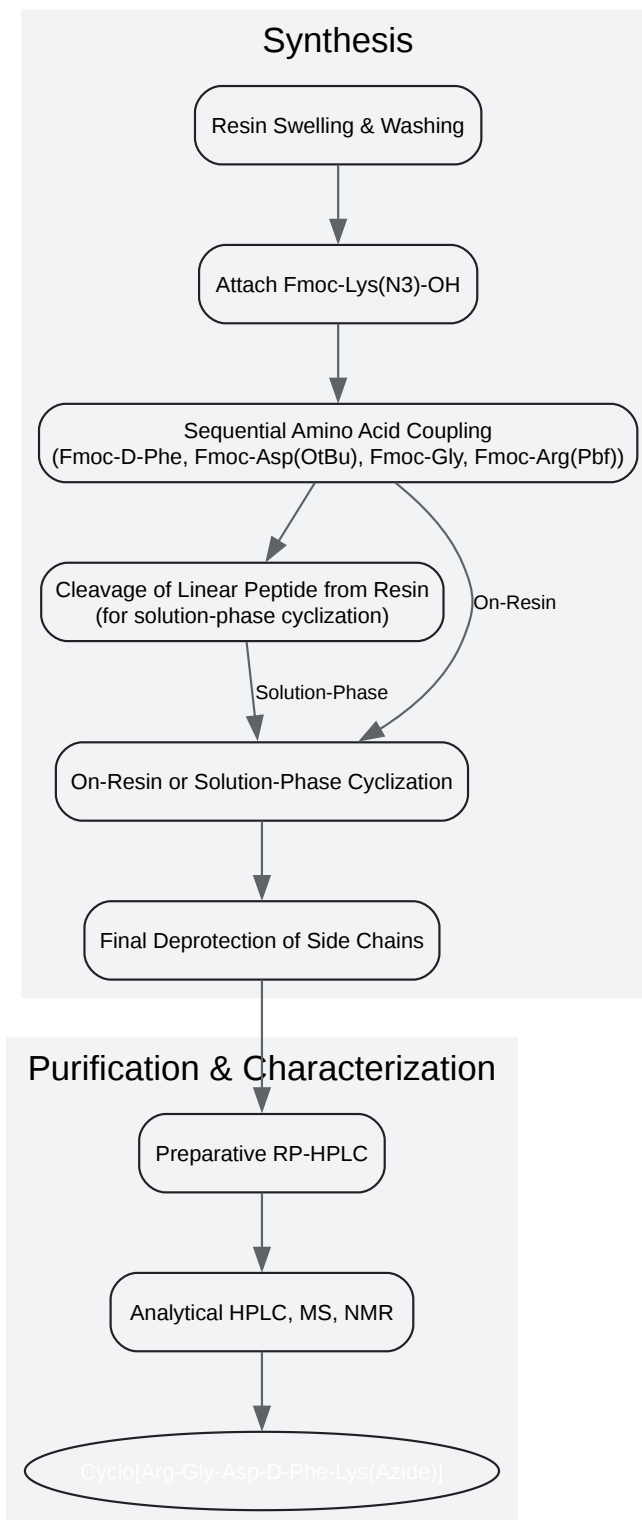 Synthesis
Resin Swelling & Washing
Attach Fmoc-Lys(N3)-OH
Sequential Amino Acid Coupling
(Fmoc-D-Phe, Fmoc-Asp(OtBu), Fmoc-Gly, Fmoc-Arg(Pbf))
Cleavage of Linear Peptide from Resin
(for solution-phase cyclization)
On-Resin
Solution-Phase
On-Resin or Solution-Phase Cyclization
Final Deprotection of Side Chains
Purification & Characterization
Preparative RP-HPLC
Analytical HPLC, MS, NMR
Cyclo[Arg-Gly-Asp-D-Phe-Lys(Azide)]